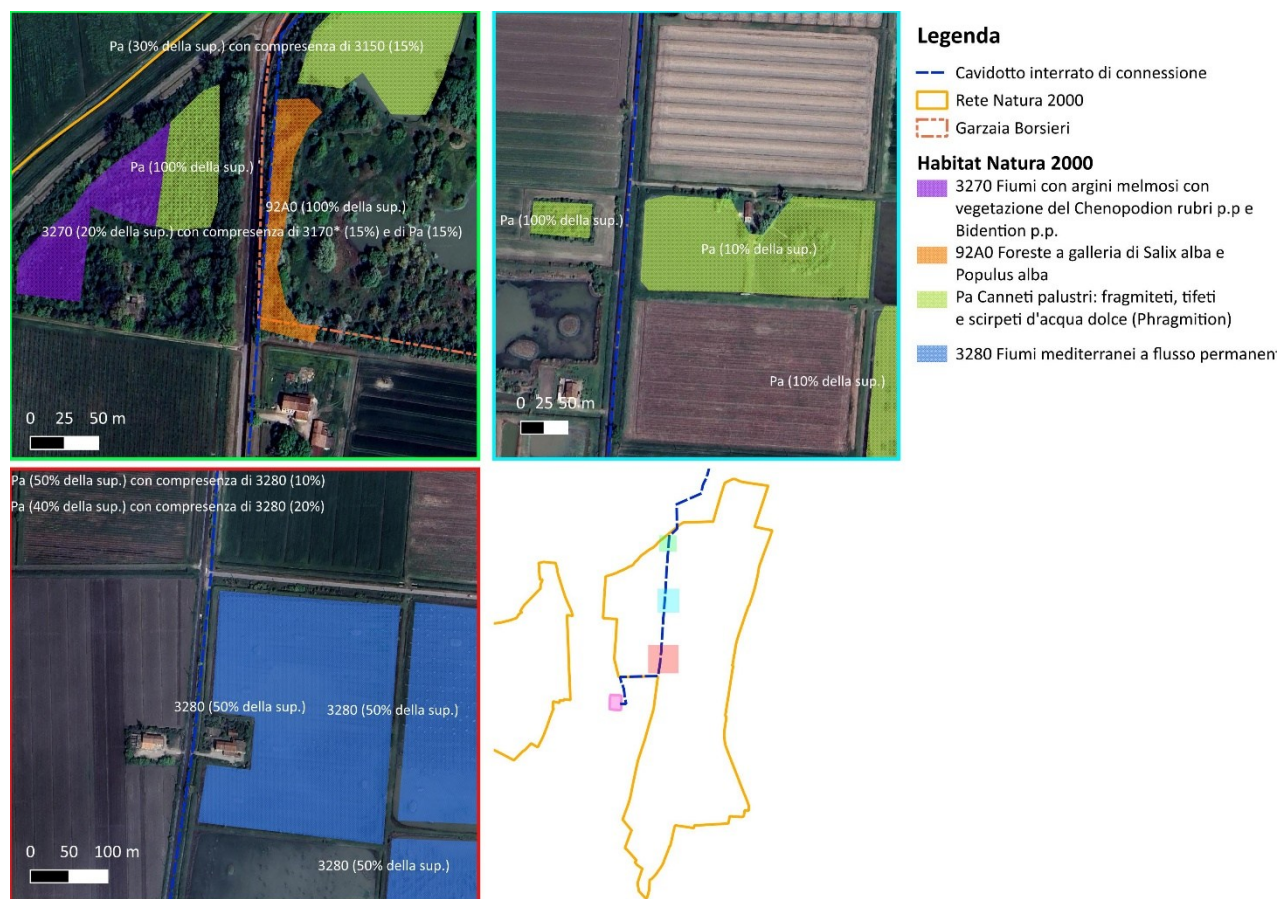 Pa (30% della sup.) con compresenza di 3150 (15%)
Pa (100% della sup.)
92A0 (100% della sup.)
3270 (20% della sup.) con compresenza di 3170* (15%) e di Pa (15%)
0 25 50 m
Pa (100% della sup.)
Pa (10% della sup.)
Pa (10% della sup.)
0 25 50 m
Legenda
Cavidotto interrato di connessione
Rete Natura 2000
Garzaia Borsieri
Habitat Natura 2000
3270 Fiumi con argini melmosi con
vegetazione del Chenopodion rubri p.p e
Bidention p.p.
92A0 Foreste a galleria di Salix alba e
Populus alba
Pa Canneti palustri: fragmiteti, tifeti
e scirpeti d'acqua dolce (Phragmition)
3280 Fiumi mediterranei a flusso permanent
Pa (50% della sup.) con compresenza di 3280 (10%)
Pa (40% della sup.) con compresenza di 3280 (20%)
3280 (50% della sup.)
3280 (50% della sup.)
3280 (50% della sup.)
0 50 100 m